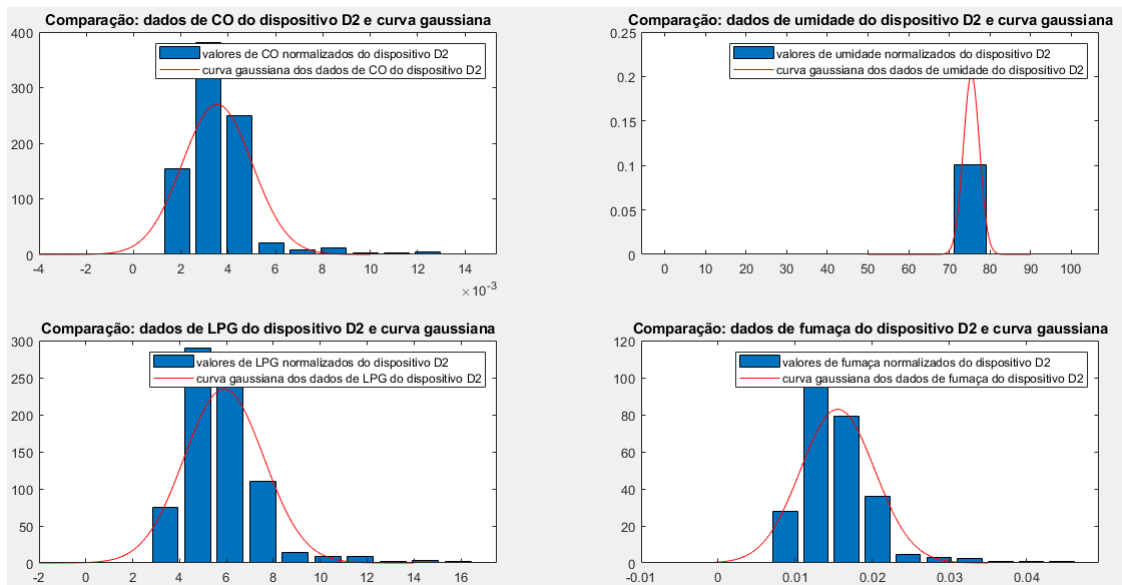 Comparação: dados de CO do dispositivo D2 e curva gaussiana
400
300
200
100
0
valores de CO normalizados do dispositivo D2
curva gaussiana dos dados de CO do dispositivo D2
-4 -2 0 2 4 6 8 10 12 14
×10⁻³
Comparação: dados de umidade do dispositivo D2 e curva gaussiana
0.25
0.2
0.15
0.1
0.05
0
valores de umidade normalizados do dispositivo D2
curva gaussiana dos dados de umidade do dispositivo D2
0 10 20 30 40 50 60 70 80 90 100
Comparação: dados de LPG do dispositivo D2 e curva gaussiana
300
250
200
150
100
50
0
valores de LPG normalizados do dispositivo D2
curva gaussiana dos dados de LPG do dispositivo D2
-2 0 2 4 6 8 10 12 14 16
Comparação: dados de fumaça do dispositivo D2 e curva gaussiana
120
100
80
60
40
20
0
valores de fumaça normalizados do dispositivo D2
curva gaussiana dos dados de fumaça do dispositivo D2
-0.01 0 0.01 0.02 0.03 0.04